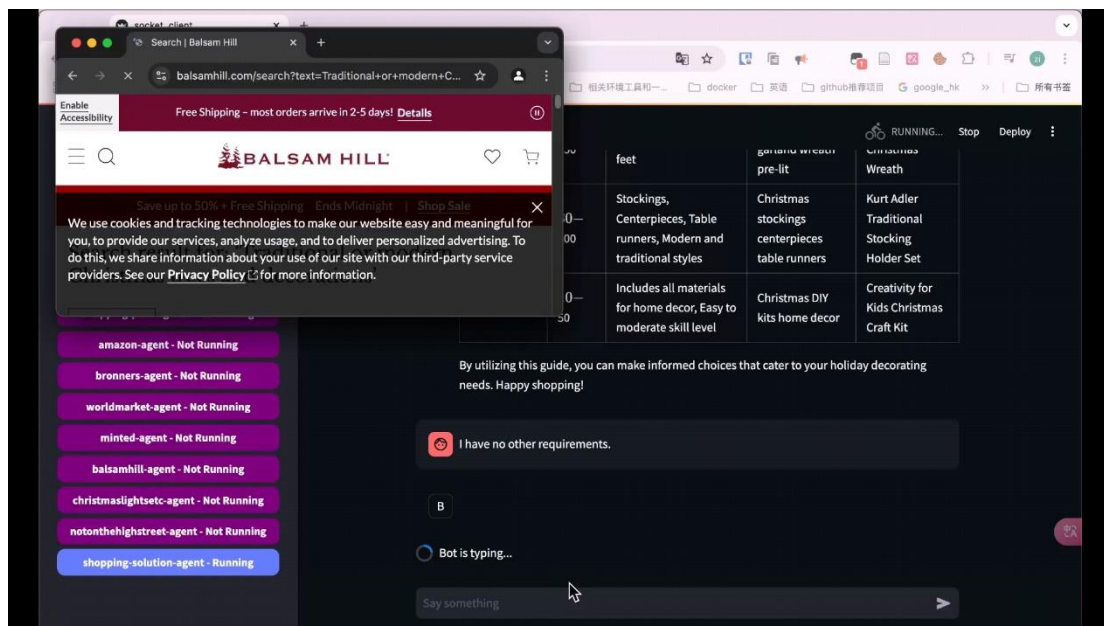 socket_client
Search | Balsam Hill
balsamhill.com/search?text=Traditional+or+modern+C...
相关环境工具和一...
docker
英语
github推荐项目
google_hk
所有书签
Enable
Accessibility
Free Shipping – most orders arrive in 2-5 days! Details
BALSAM HILL
Save up to 50% + Free Shipping Ends Midnight | Shop Sale
We use cookies and tracking technologies to make our website easy and meaningful for
you, to provide our services, analyze usage, and to deliver personalized advertising. To
do this, we share information about your use of our site with our third-party service
providers. See our Privacy Policy for more information.
RUNNING...
Stop
Deploy
feet
garland wreath
pre-lit
Christmas
Wreath
Stockings,
Centerpieces, Table
runners, Modern and
traditional styles
Christmas
stockings
centerpieces
table runners
Kurt Adler
Traditional
Stocking
Holder Set
Includes all materials
for home decor, Easy to
moderate skill level
Christmas DIY
kits home decor
Creativity for
Kids Christmas
Craft Kit
By utilizing this guide, you can make informed choices that cater to your holiday decorating
needs. Happy shopping!
I have no other requirements.
B
Bot is typing...
Say something
amazon-agent - Not Running
bronners-agent - Not Running
worldmarket-agent - Not Running
minted-agent - Not Running
balsamhill-agent - Not Running
christmaslightsetc-agent - Not Running
notonthehighstreet-agent - Not Running
shopping-solution-agent - Running